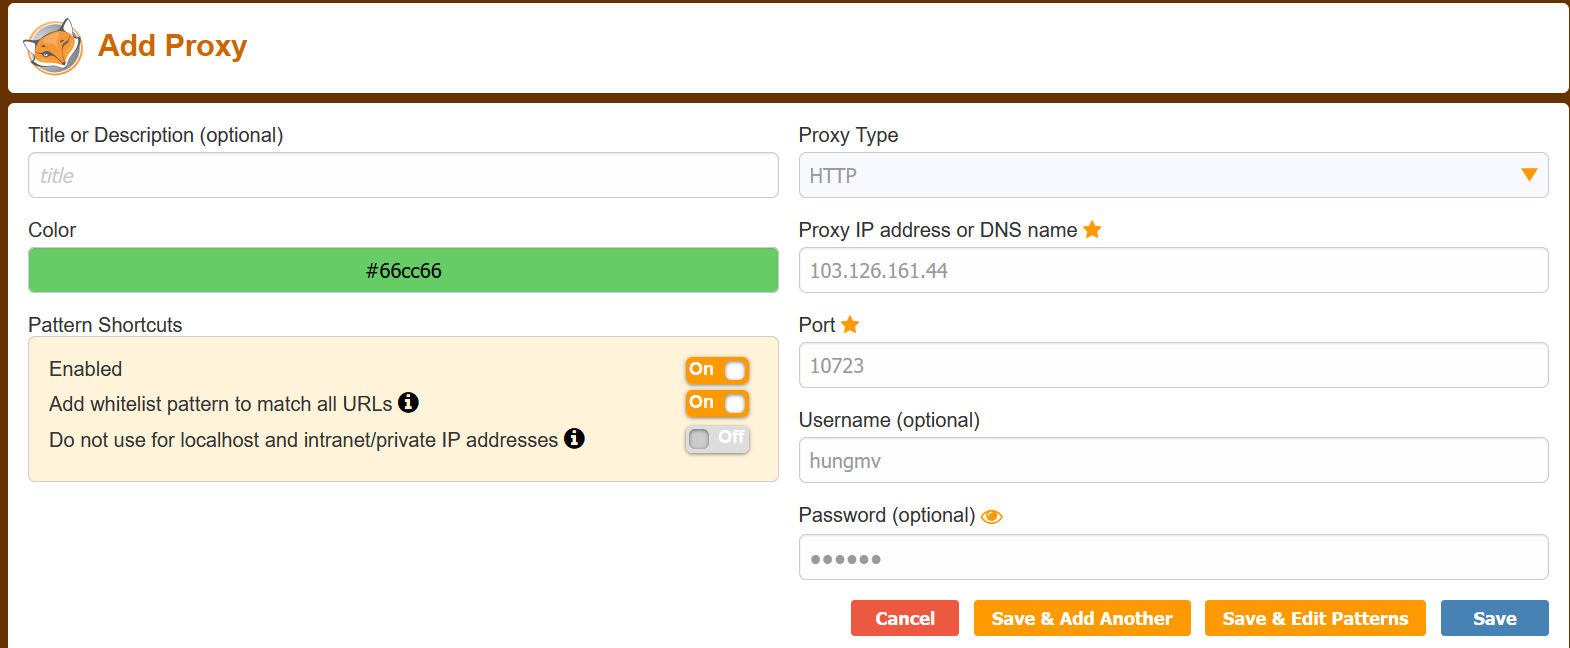 Add Proxy
Title or Description (optional)
title
Color
#66cc66
Pattern Shortcuts
Enabled
On
Add whitelist pattern to match all URLs
On
Do not use for localhost and intranet/private IP addresses
Off
Proxy Type
HTTP
Proxy IP address or DNS name
103.126.161.44
Port
10723
Username (optional)
hungmv
Password (optional)
●●●●●●
Cancel
Save & Add Another
Save & Edit Patterns
Save